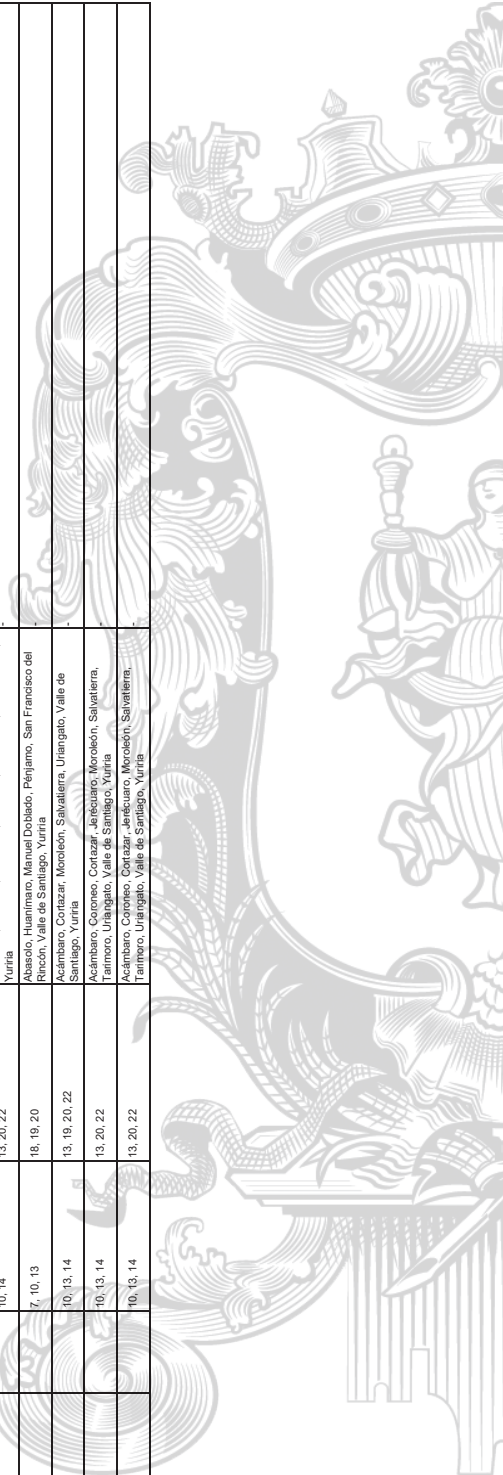 10, 14
13, 20, 22
Yuriria
-
7, 10, 13
18, 19, 20
Abasolo, Huanímaro, Manuel Doblado, Pénjamo, San Francisco del
Rincón, Valle de Santiago, Yuriria
-
10, 13, 14
13, 19, 20, 22
Acámbaro, Cortazar, Moroleón, Salvatierra, Uriangato, Valle de
Santiago, Yuriria
-
10, 13, 14
13, 20, 22
Acámbaro, Coroneo, Cortazar, Jerécuaro, Moroleón, Salvatierra,
Tarimoro, Uriangato, Valle de Santiago, Yuriria
-
10, 13, 14
13, 20, 22
Acámbaro, Coroneo, Cortazar, Jerécuaro, Moroleón, Salvatierra,
Tarimoro, Uriangato, Valle de Santiago, Yuriria
-